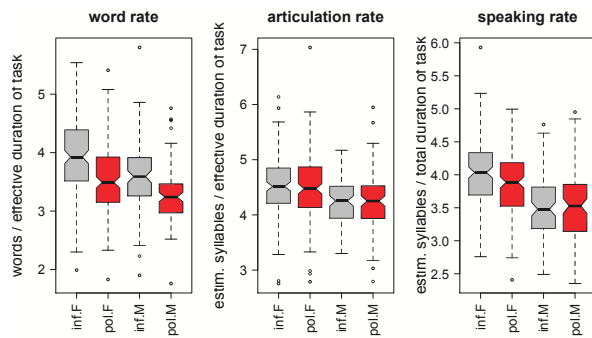 word rate
words / effective duration of task
5
4
3
2
inf.F
pol.F
inf.M
pol.M
articulation rate
estim. syllables / effective duration of task
7
6
5
4
3
inf.F
pol.F
inf.M
pol.M
speaking rate
estim. syllables / total duration of task
6.0
5.5
5.0
4.5
4.0
3.5
3.0
2.5
inf.F
pol.F
inf.M
pol.M